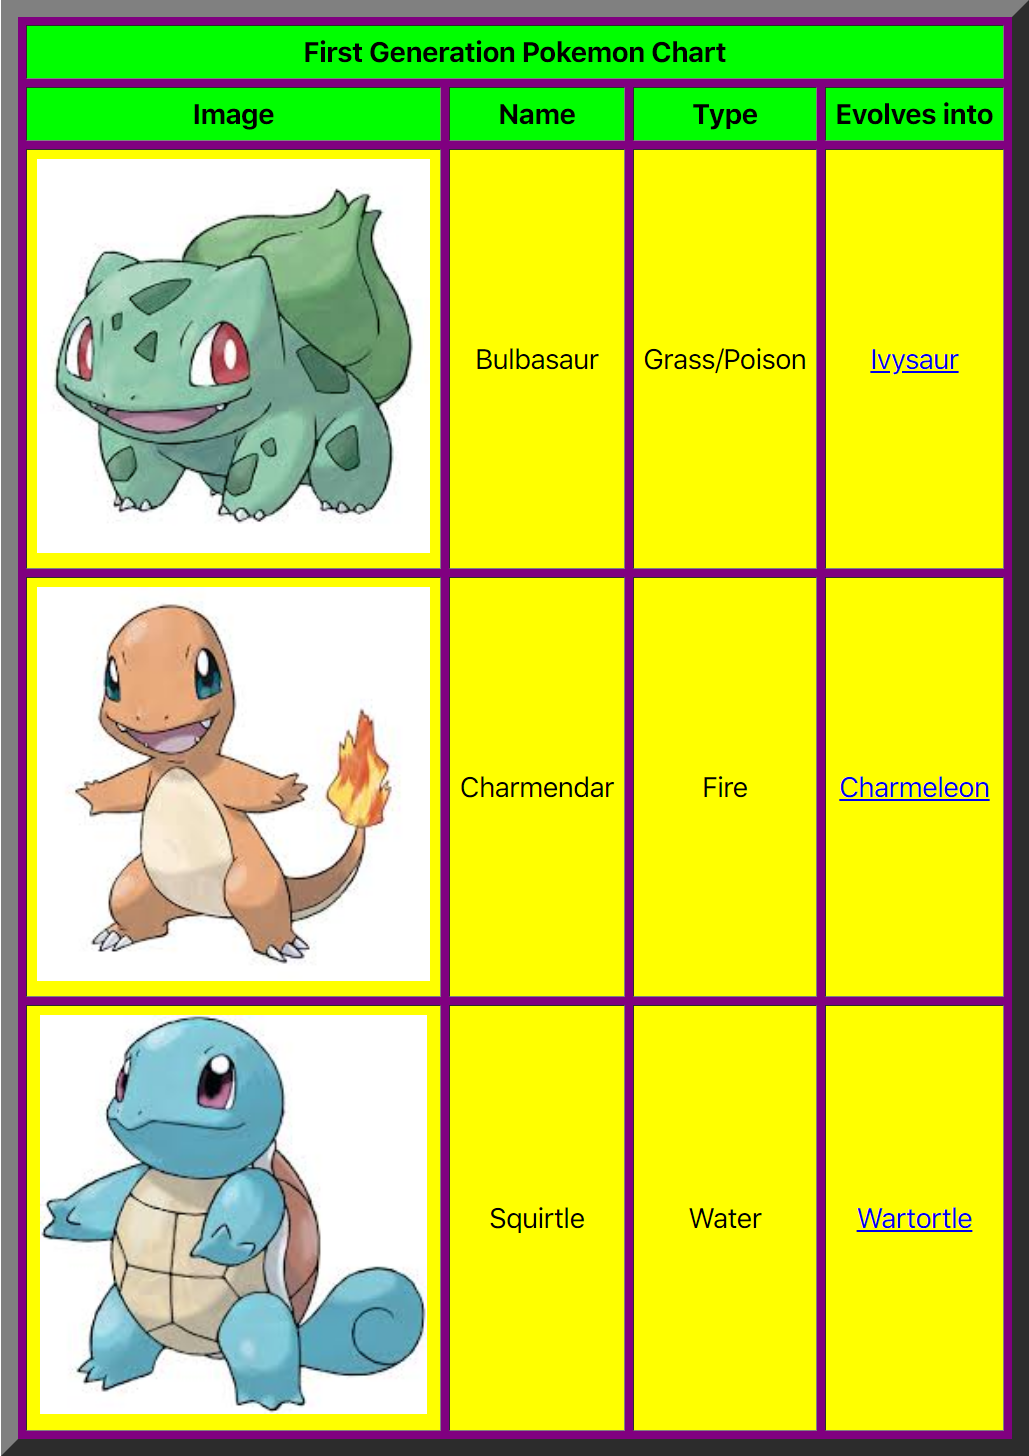 First Generation Pokemon Chart
Image Name Type Evolves into
Bulbasaur Grass/Poison Ivysaur
Charmendar Fire Charmeleon
Squirtle Water Wartortle